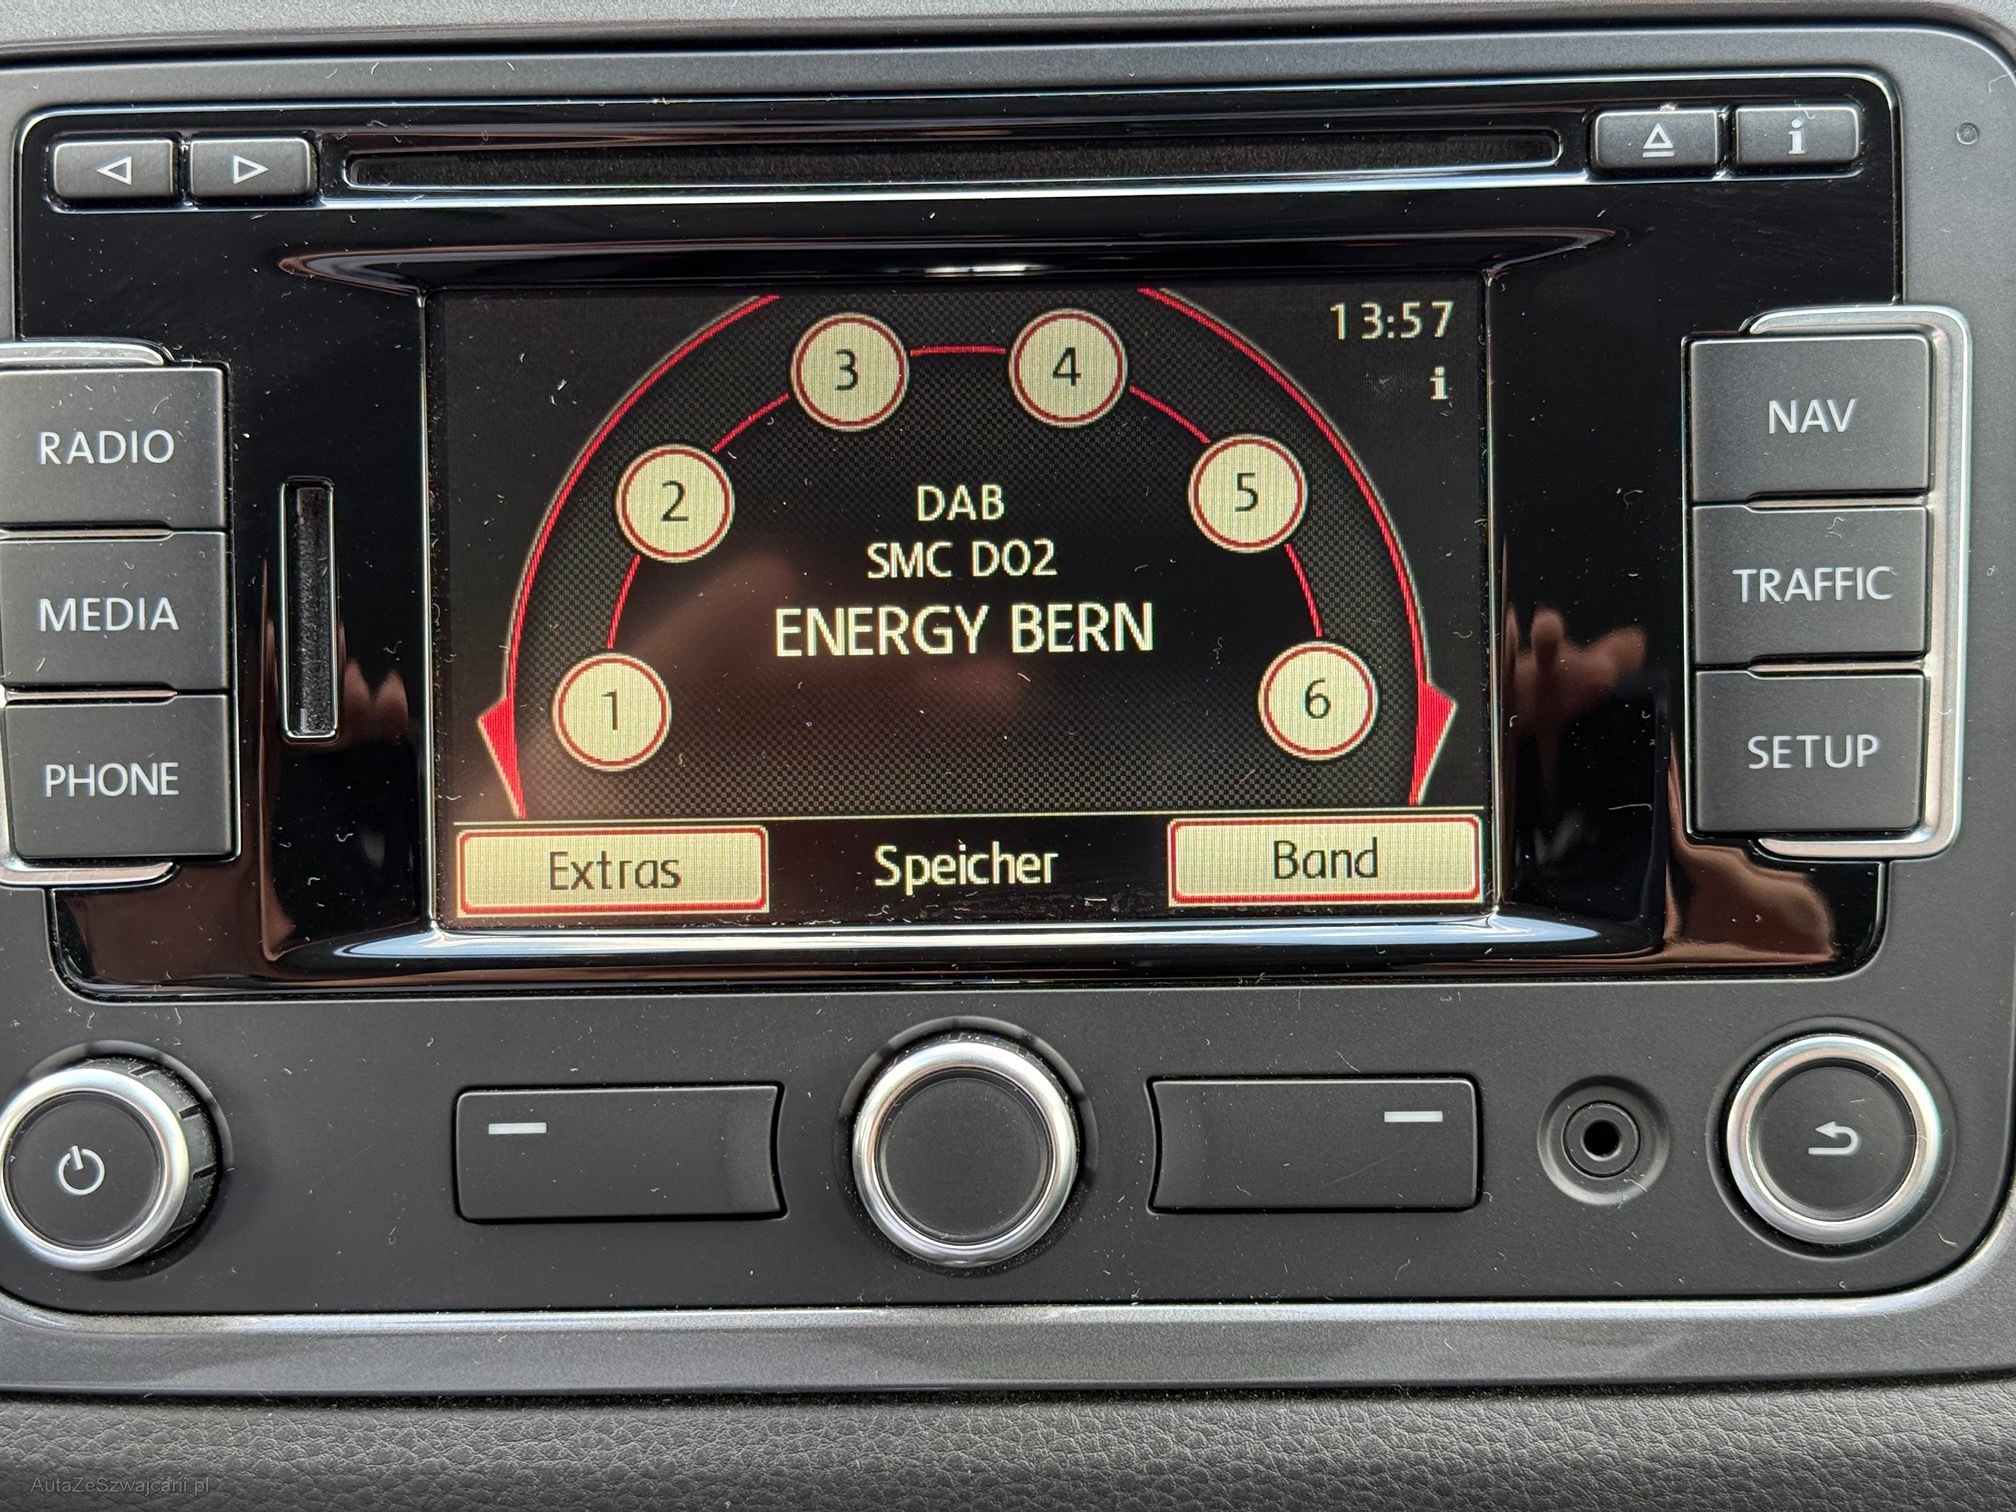 i
13:57
i
3
4
2
5
1
6
DAB
SMC D02
ENERGY BERN
Extras
Speicher
Band
RADIO
MEDIA
PHONE
NAV
TRAFFIC
SETUP
AutaZeSzwajcarii.pl